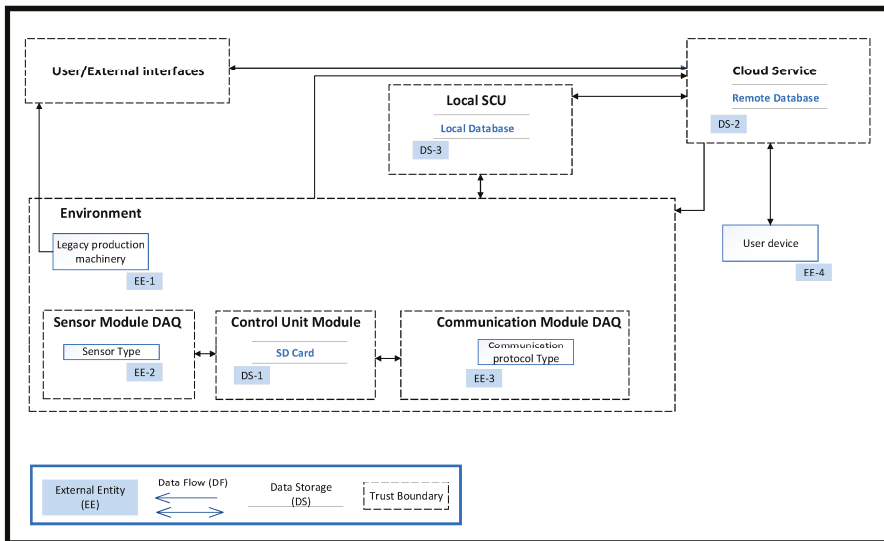 User/External interfaces
Cloud Service
Remote Database
DS-2
Local SCU
Local Database
DS-3
Environment
Legacy production
machinery
EE-1
User device
EE-4
Sensor Module DAQ
Sensor Type
EE-2
Control Unit Module
SD Card
DS-1
Communication Module DAQ
Communication
protocol Type
EE-3
External Entity
(EE)
Data Flow (DF)
Data Storage
(DS)
Trust Boundary